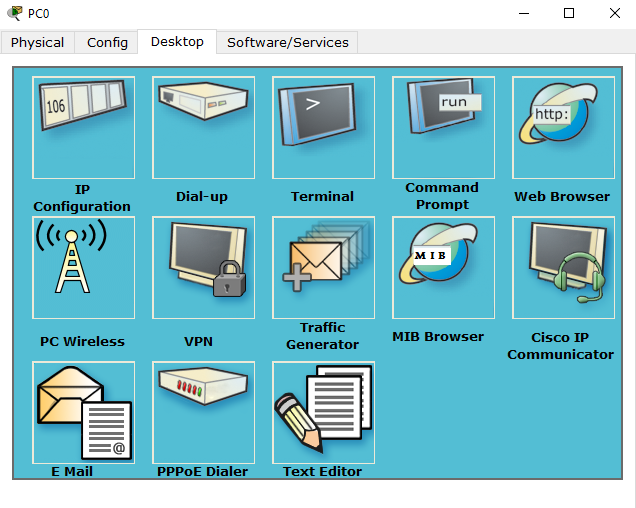 PC0
Physical Config Desktop Software/Services
106
>
run
http:
IP
Configuration
Dial-up
Terminal
Command
Prompt
Web Browser
MIB
PC Wireless
VPN
Traffic
Generator
MIB Browser
Cisco IP
Communicator
@
E Mail
PPPoE Dialer
Text Editor